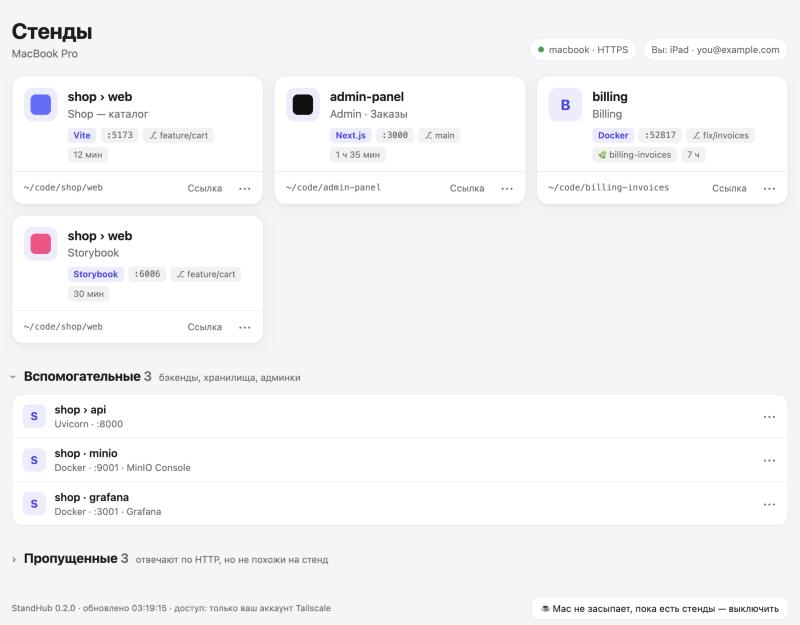 Стенды
MacBook Pro
macbook · HTTPS
Вы: iPad · you@example.com
shop › web
Shop — каталог
Vite :5173 feature/cart
12 мин
~/code/shop/web Ссылка ···
admin-panel
Admin · Заказы
Next.js :3000 main
1 ч 35 мин
~/code/admin-panel Ссылка ···
B
billing
Billing
Docker :52817 fix/invoices
billing-invoices 7 ч
~/code/billing-invoices Ссылка ···
shop › web
Storybook
Storybook :6006 feature/cart
30 мин
~/code/shop/web Ссылка ···
Вспомогательные 3 бэкенды, хранилища, админки
S
shop › api
Uvicorn · :8000
···
S
shop · minio
Docker · :9001 · MinIO Console
···
S
shop · grafana
Docker · :3001 · Grafana
···
› Пропущенные 3 отвечают по HTTP, но не похожи на стенд
StandHub 0.2.0 · обновлено 03:19:15 · доступ: только ваш аккаунт Tailscale
Mac не засыпает, пока есть стенды — выключить